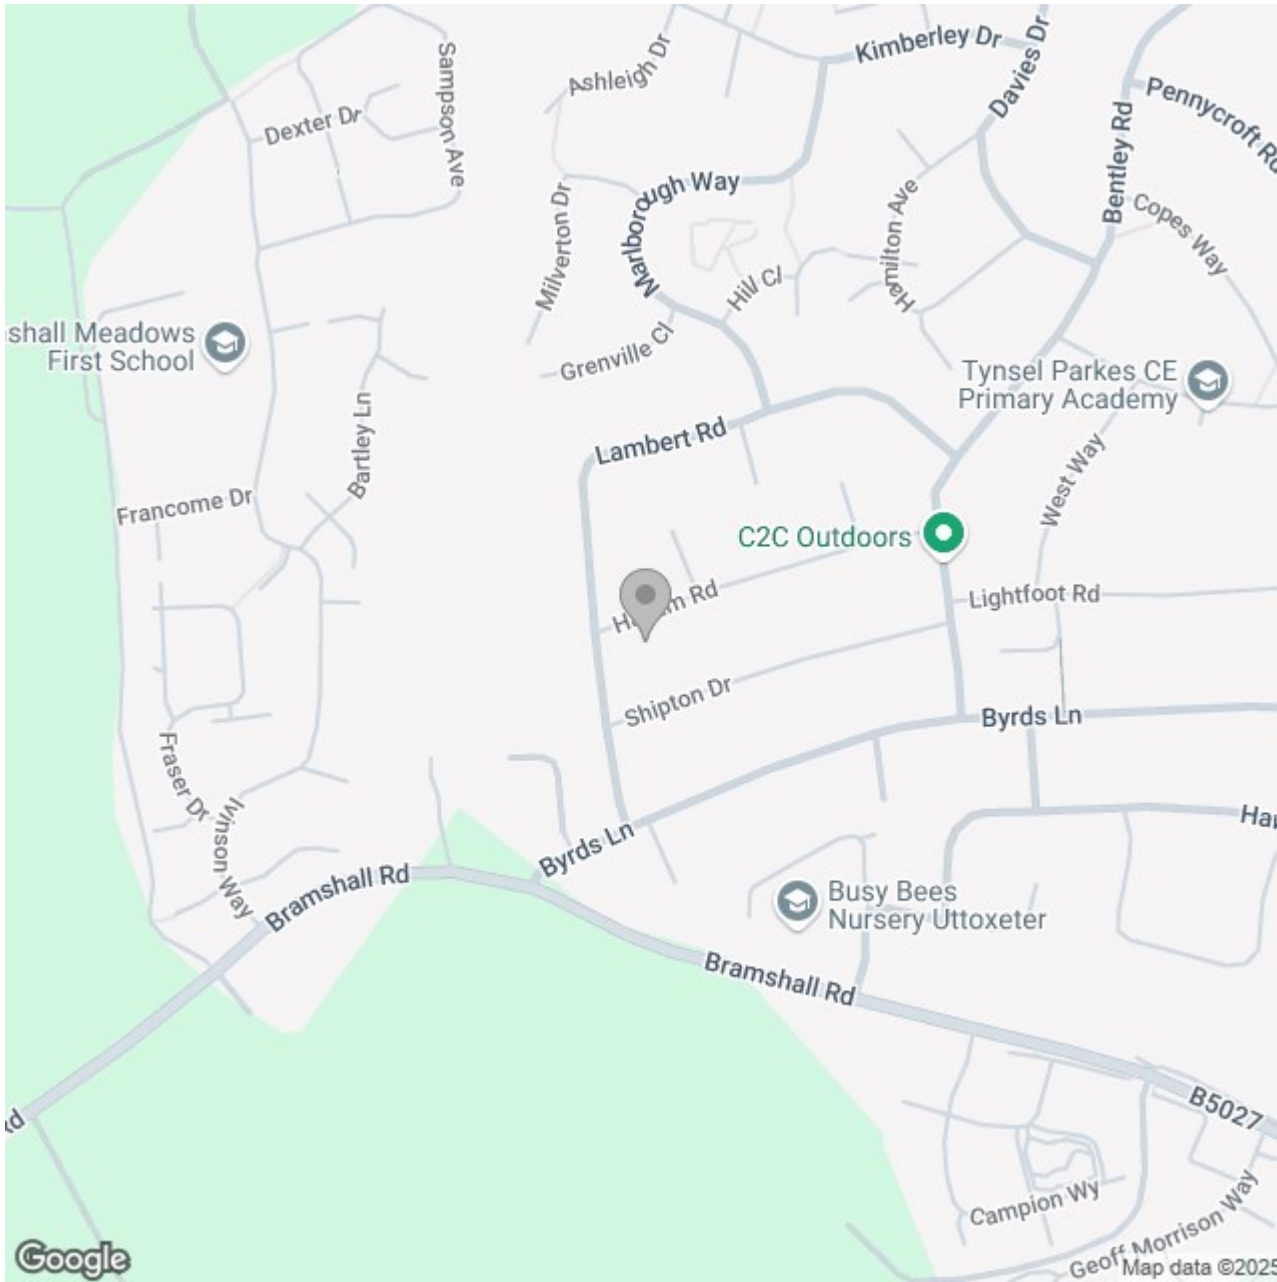 Kimberley Dr
Davies Dr
Sampson Ave
Ashleigh Dr
Dexter Dr
Pennycroft Rd
Bentley Rd
Marlborough Way
Milverton Dr
Hamilton Ave
Copes Way
Hill Cl
shall Meadows
First School
Grenville Cl
Tynsel Parkes CE
Primary Academy
Bartley Ln
Lambert Rd
West Way
Francome Dr
C2C Outdoors
Rd
Lightfoot Rd
Shipton Dr
Byrds Ln
Fraser Dr
Ivinson Way
Byrds Ln
Bramshall Rd
Busy Bees
Nursery Uttoxeter
Bramshall Rd
B5027
Campion Wy
Geoff Morrison Way
Google
Map data ©2025